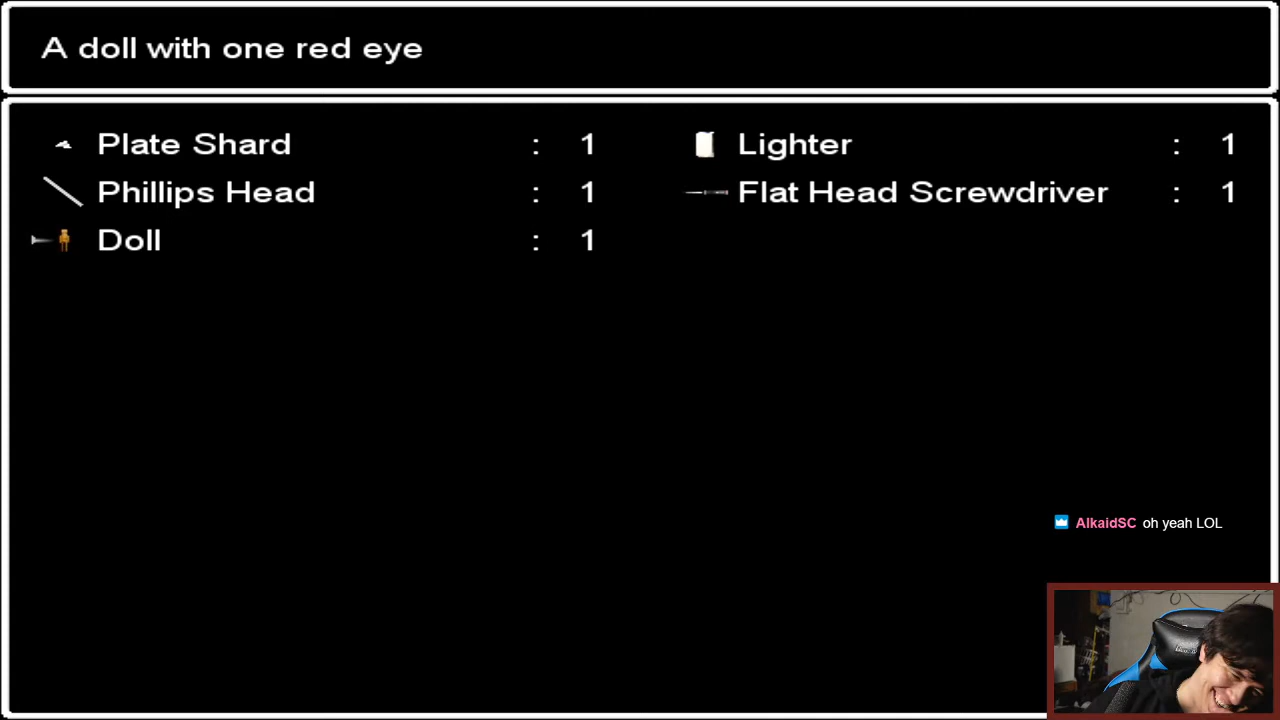 A doll with one red eye
Plate Shard : 1 Lighter : 1
Phillips Head : 1 Flat Head Screwdriver : 1
Doll : 1
AlkaidSC oh yeah LOL